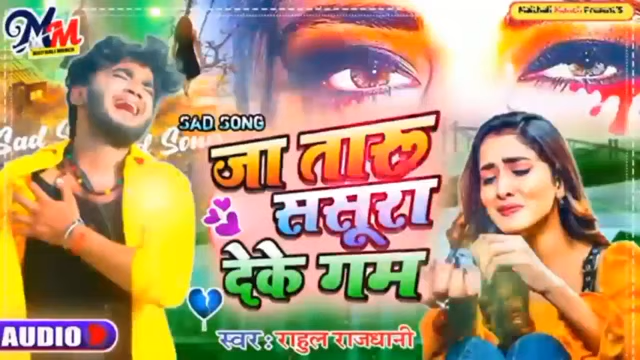 MM
SAD SONG
जा तारू
ससूरा
देके गम
स्वर : राहुल राजधानी
AUDIO